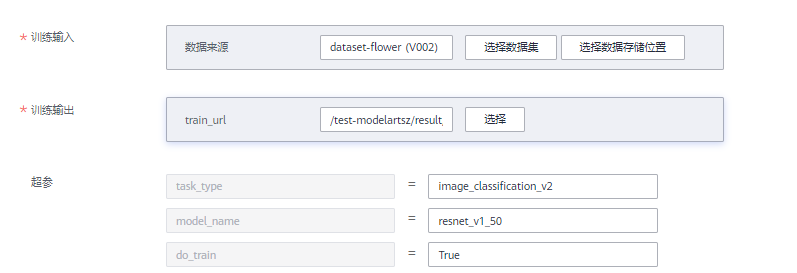 * 训练输入 数据来源 dataset-flower (V002) 选择数据集 选择数据存储位置
* 训练输出 train_url /test-modelartsz/result, 选择
超参 task_type = image_classification_v2
model_name = resnet_v1_50
do_train = True